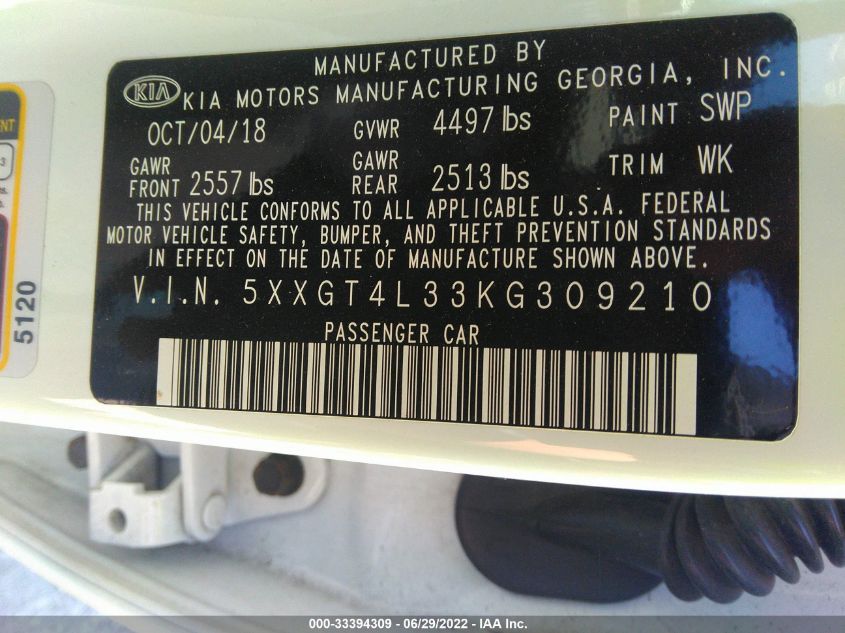 MANUFACTURED BY
KIA KIA MOTORS MANUFACTURING GEORGIA, INC.
OCT/04/18 GVWR 4497 lbs PAINT SWP
GAWR FRONT 2557 lbs GAWR REAR 2513 lbs TRIM WK
THIS VEHICLE CONFORMS TO ALL APPLICABLE U.S.A. FEDERAL
MOTOR VEHICLE SAFETY, BUMPER, AND THEFT PREVENTION STANDARDS
IN EFFECT ON THE DATE OF MANUFACTURE SHOWN ABOVE.
V.I.N. 5XXGT4L33KG309210
PASSENGER CAR
5120
000-33394309 - 06/29/2022 - IAA Inc.